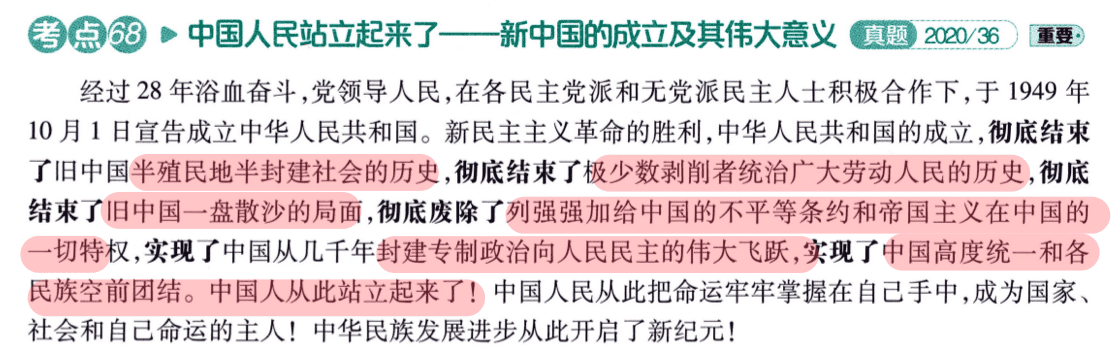 考点68 ▶ 中国人民站立起来了——新中国的成立及其伟大意义 真题 2020/36 重要
经过 28 年浴血奋斗,党领导人民,在各民主党派和无党派民主人士积极合作下,于 1949 年
10 月 1 日宣告成立中华人民共和国。新民主主义革命的胜利,中华人民共和国的成立,彻底结束
了旧中国半殖民地半封建社会的历史,彻底结束了极少数剥削者统治广大劳动人民的历史,彻底
结束了旧中国一盘散沙的局面,彻底废除了列强强加给中国的不平等条约和帝国主义在中国的
一切特权,实现了中国从几千年封建专制政治向人民民主的伟大飞跃,实现了中国高度统一和各
民族空前团结。中国人从此站立起来了!中国人民从此把命运牢牢掌握在自己手中,成为国家、
社会和自己命运的主人!中华民族发展进步从此开启了新纪元!